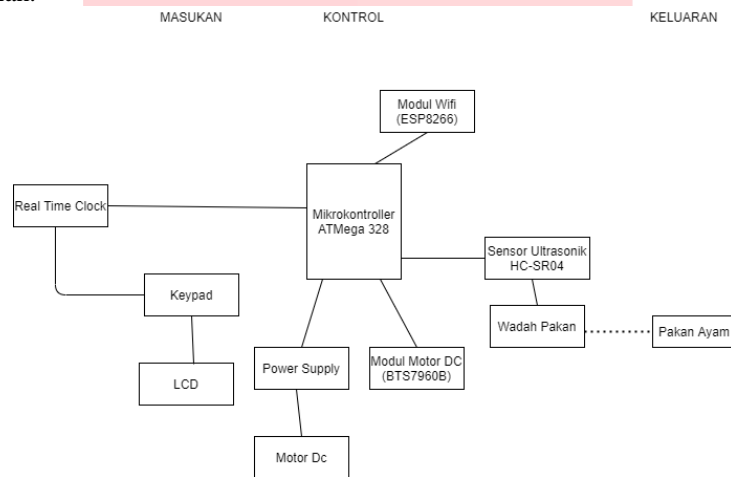 MASUKAN KONTROL KELUARAN
Modul Wifi
(ESP8266)
Real Time Clock
Mikrokontroller
ATMega 328
Sensor Ultrasonik
HC-SR04
Keypad
Wadah Pakan
Pakan Ayam
Power Supply
Modul Motor DC
(BTS7960B)
LCD
Motor Dc